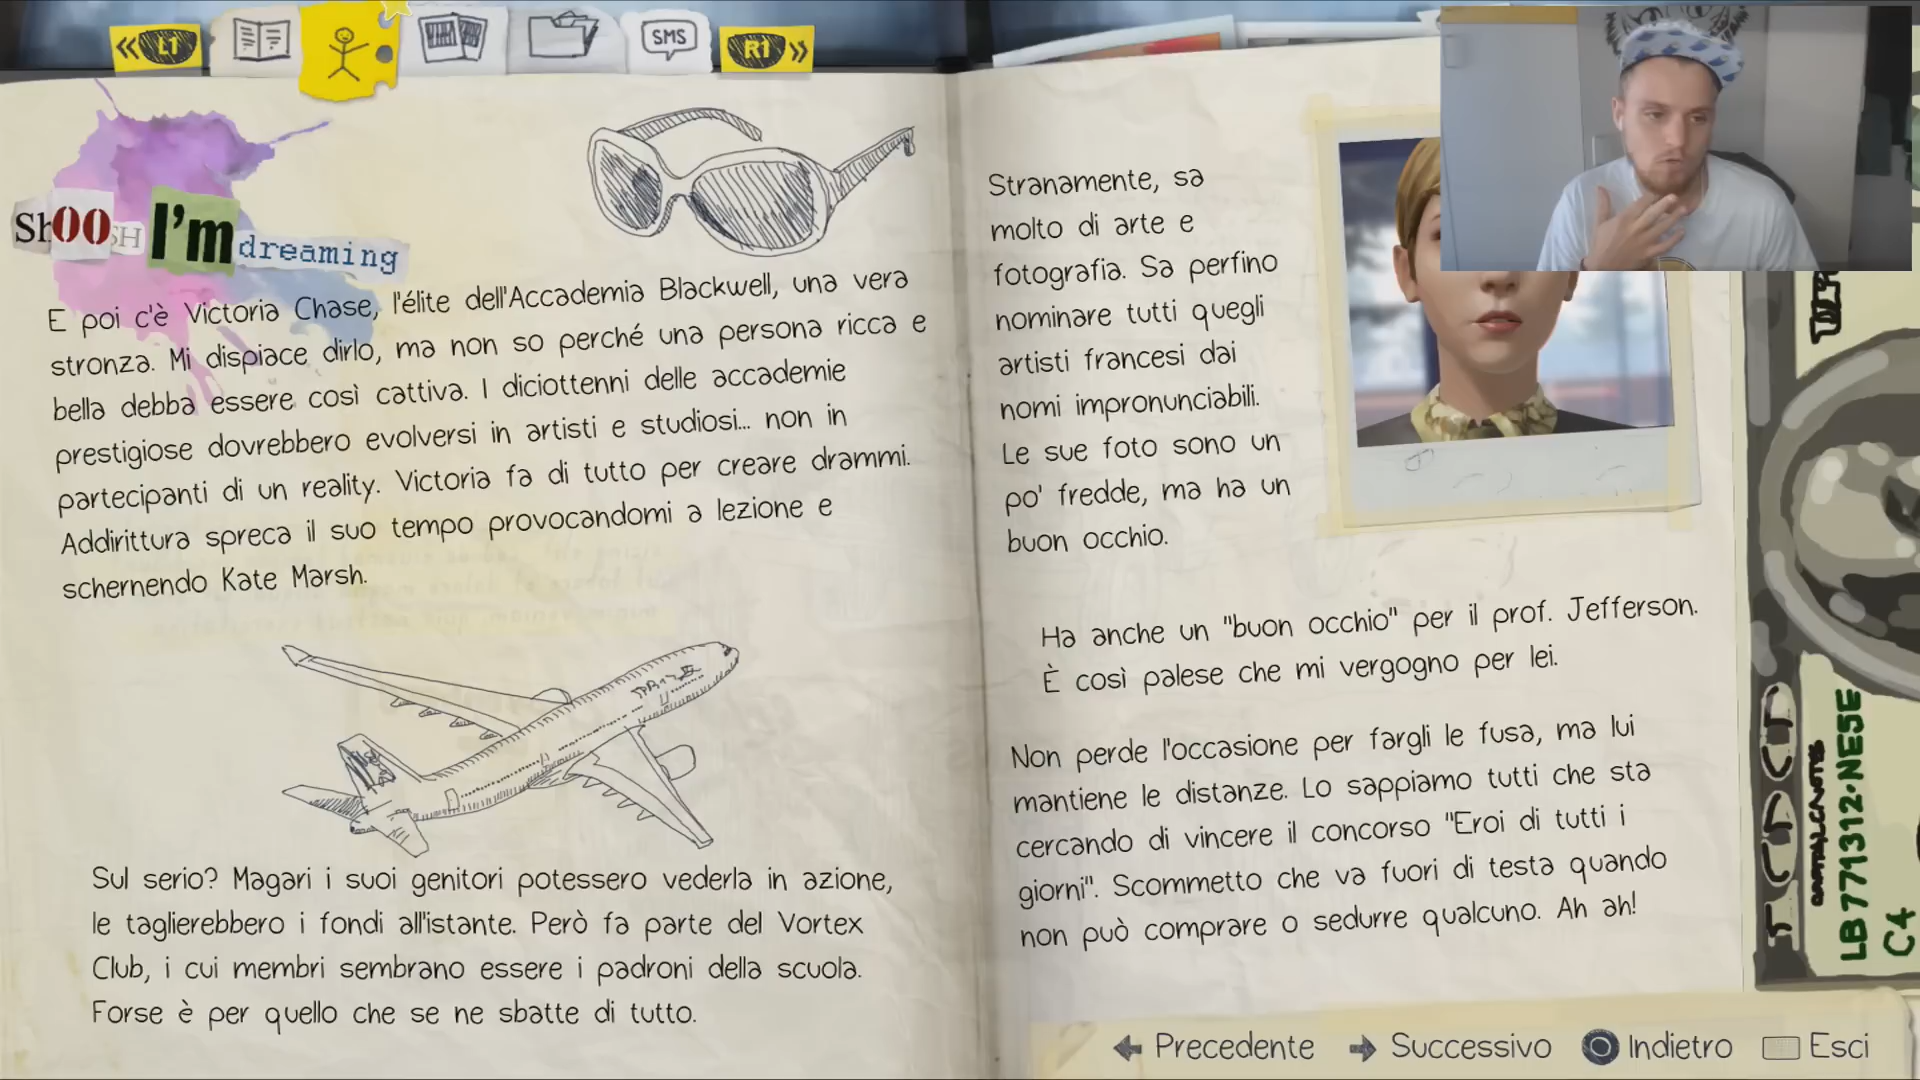 L1
SMS
R1
ShOOSH I'm dreaming
E poi c'è Victoria Chase, l'élite dell'Accademia Blackwell, una vera
stronza. Mi dispiace dirlo, ma non so perché una persona ricca e
bella debba essere così cattiva. I diciottenni delle accademie
prestigiose dovrebbero evolversi in artisti e studiosi... non in
partecipanti di un reality. Victoria fa di tutto per creare drammi.
Addirittura spreca il suo tempo provocandomi a lezione e
schernendo Kate Marsh.
Sul serio? Magari i suoi genitori potessero vederla in azione,
le taglierebbero i fondi all'istante. Però fa parte del Vortex
Club, i cui membri sembrano essere i padroni della scuola.
Forse è per quello che se ne sbatte di tutto.
Stranamente, sa
molto di arte e
fotografia. Sa perfino
nominare tutti quegli
artisti francesi dai
nomi impronunciabili.
Le sue foto sono un
po' fredde, ma ha un
buon occhio.
Ha anche un "buon occhio" per il prof. Jefferson.
È così palese che mi vergogno per lei.
Non perde l'occasione per fargli le fusa, ma lui
mantiene le distanze. Lo sappiamo tutti che sta
cercando di vincere il concorso "Eroi di tutti i
giorni". Scommetto che va fuori di testa quando
non può comprare o sedurre qualcuno. Ah ah!
LB771312-NE5E
C4
Precedente
Successivo
Indietro
Esci